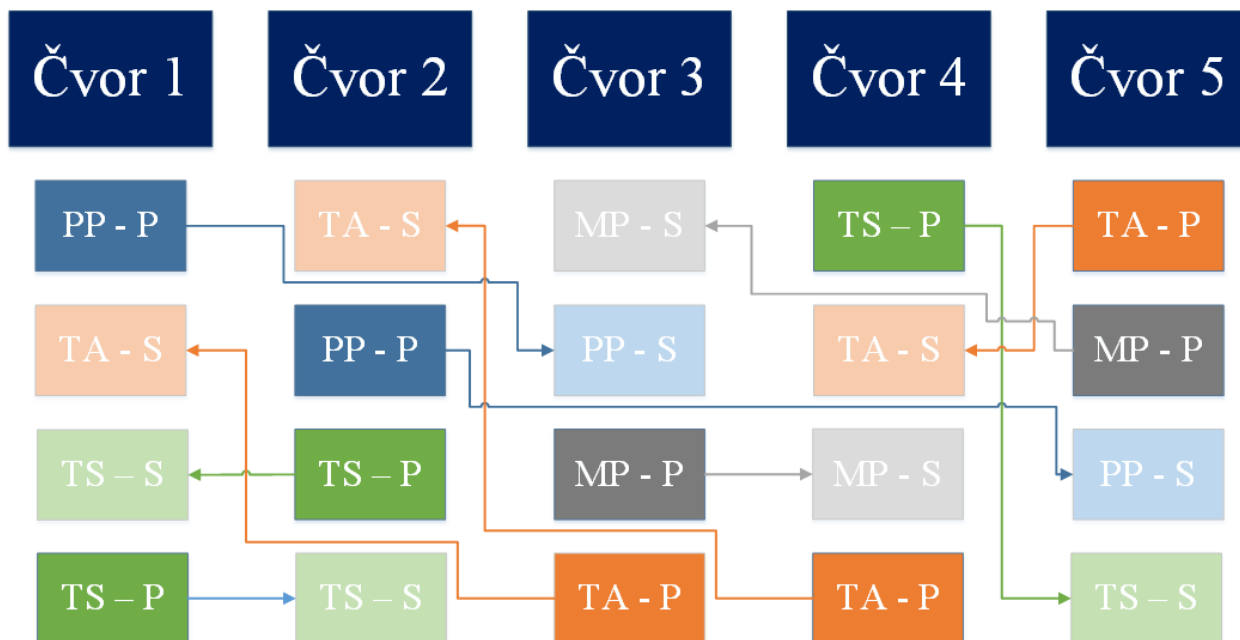 Čvor 1
Čvor 2
Čvor 3
Čvor 4
Čvor 5
PP - P
TA - S
MP - S
TS – P
TA - P
TA - S
PP - P
PP - S
TA - S
MP - P
TS – S
TS – P
MP - P
MP - S
PP - S
TS – P
TS – S
TA - P
TA - P
TS – S